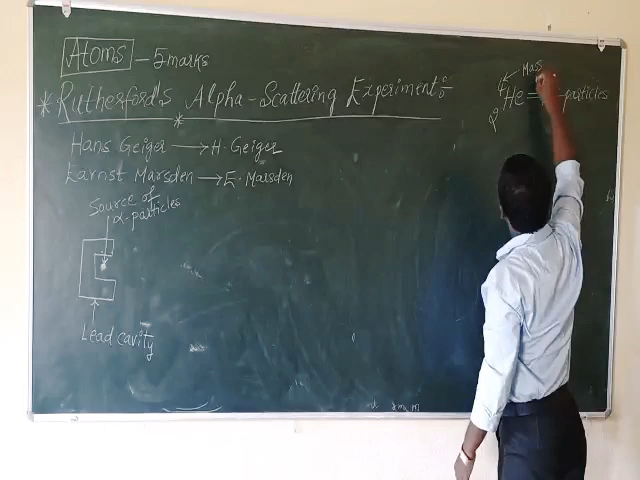 Atoms - 5 marks
* Rutherford's Alpha-Scattering Experiment:
Hans Geiger → H. Geiger
Earnst Marsden → E. Marsden
Source of
α-particles
Lead cavity
Mass
He = -particles